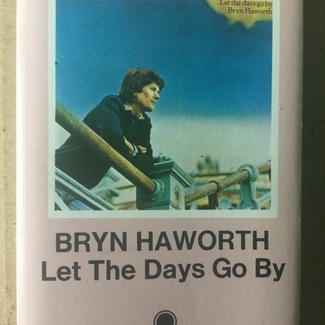 Let the days go by
Bryn Haworth
BRYN HAWORTH
Let The Days Go By